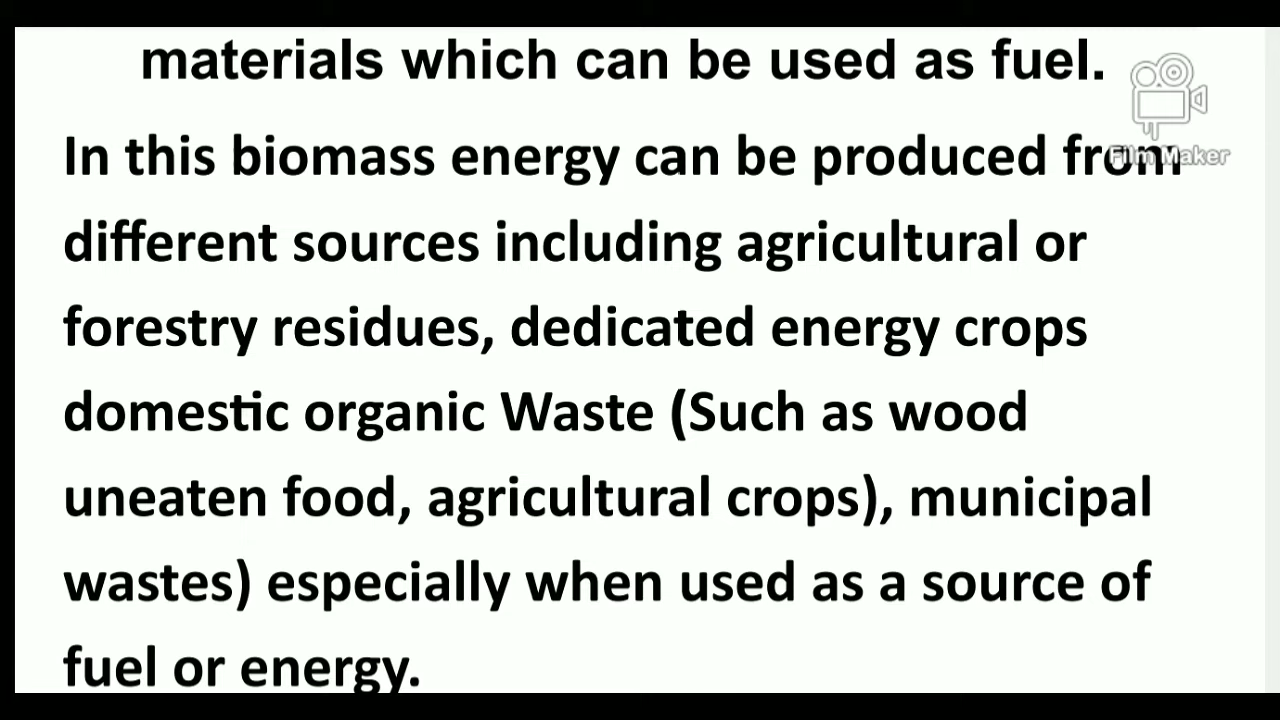 materials which can be used as fuel.
In this biomass energy can be produced from
Film Maker
different sources including agricultural or
forestry residues, dedicated energy crops
domestic organic Waste (Such as wood
uneaten food, agricultural crops), municipal
wastes) especially when used as a source of
fuel or energy.